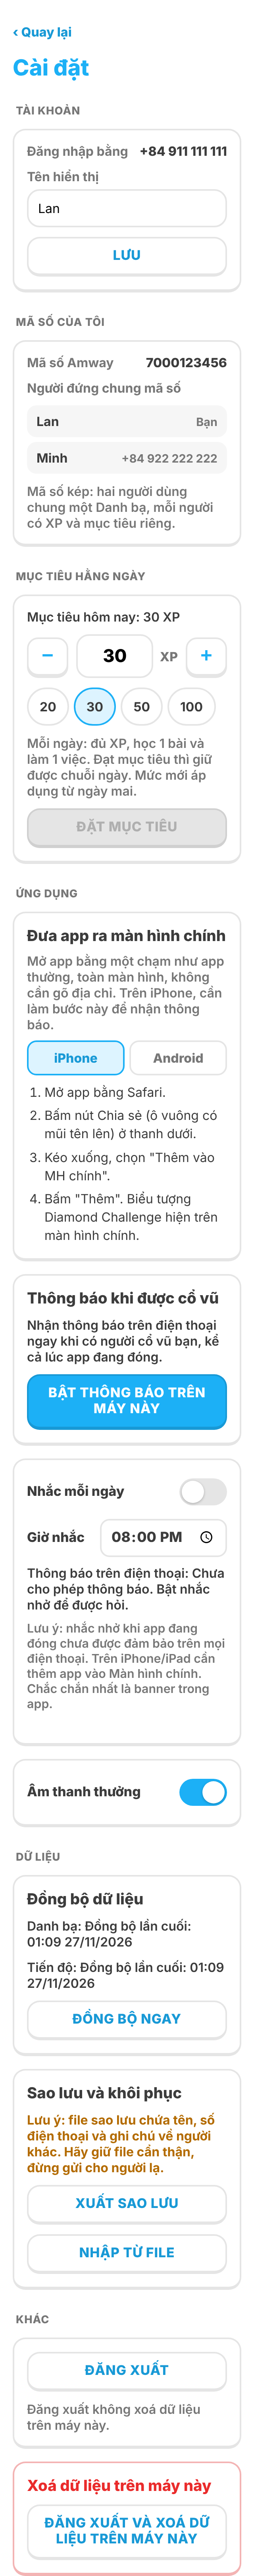 ‹ Quay lại
Cài đặt
TÀI KHOẢN
Đăng nhập bằng +84 911 111 111
Tên hiển thị
Lan
LƯU
MÃ SỐ CỦA TÔI
Mã số Amway 7000123456
Người đứng chung mã số
Lan Bạn
Minh +84 922 222 222
Mã số kép: hai người dùng
chung một Danh bạ, mỗi người
có XP và mục tiêu riêng.
MỤC TIÊU HẰNG NGÀY
Mục tiêu hôm nay: 30 XP
− 30 XP +
20 30 50 100
Mỗi ngày: đủ XP, học 1 bài và
làm 1 việc. Đạt mục tiêu thì giữ
được chuỗi ngày. Mức mới áp
dụng từ ngày mai.
ĐẶT MỤC TIÊU
ỨNG DỤNG
Đưa app ra màn hình chính
Mở app bằng một chạm như app
thường, toàn màn hình, không
cần gõ địa chỉ. Trên iPhone, cần
làm bước này để nhận thông
báo.
iPhone Android
1. Mở app bằng Safari.
2. Bấm nút Chia sẻ (ô vuông có
mũi tên lên) ở thanh dưới.
3. Kéo xuống, chọn "Thêm vào
MH chính".
4. Bấm "Thêm". Biểu tượng
Diamond Challenge hiện trên
màn hình chính.
Thông báo khi được cổ vũ
Nhận thông báo trên điện thoại
ngay khi có người cổ vũ bạn, kể
cả lúc app đang đóng.
BẬT THÔNG BÁO TRÊN
MÁY NÀY
Nhắc mỗi ngày
Giờ nhắc 08:00 PM
Thông báo trên điện thoại: Chưa
cho phép thông báo. Bật nhắc
nhở để được hỏi.
Lưu ý: nhắc nhở khi app đang
đóng chưa được đảm bảo trên mọi
điện thoại. Trên iPhone/iPad cần
thêm app vào Màn hình chính.
Chắc chắn nhất là banner trong
app.
Âm thanh thưởng
DỮ LIỆU
Đồng bộ dữ liệu
Danh bạ: Đồng bộ lần cuối:
01:09 27/11/2026
Tiến độ: Đồng bộ lần cuối: 01:09
27/11/2026
ĐỒNG BỘ NGAY
Sao lưu và khôi phục
Lưu ý: file sao lưu chứa tên, số
điện thoại và ghi chú về người
khác. Hãy giữ file cẩn thận,
đừng gửi cho người lạ.
XUẤT SAO LƯU
NHẬP TỪ FILE
KHÁC
ĐĂNG XUẤT
Đăng xuất không xoá dữ liệu
trên máy này.
Xoá dữ liệu trên máy này
ĐĂNG XUẤT VÀ XOÁ DỮ
LIỆU TRÊN MÁY NÀY